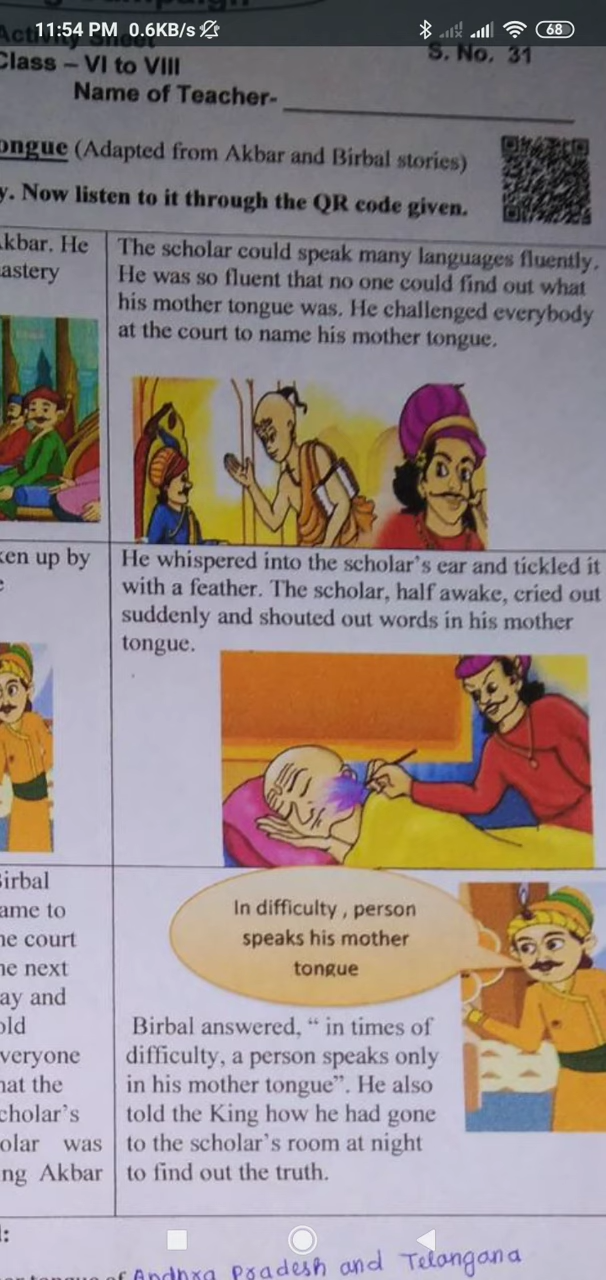 11:54 PM 0.6KB/s
68
Activity Sheet
Class – VI to VIII
S. No. 31
Name of Teacher-
ongue (Adapted from Akbar and Birbal stories)
y. Now listen to it through the QR code given.
kbar. He
astery
The scholar could speak many languages fluently.
He was so fluent that no one could find out what
his mother tongue was. He challenged everybody
at the court to name his mother tongue.
ken up by
He whispered into the scholar's ear and tickled it
with a feather. The scholar, half awake, cried out
suddenly and shouted out words in his mother
tongue.
irbal
ame to
he court
he next
ay and
old
veryone
hat the
cholar's
olar was
ng Akbar
In difficulty , person
speaks his mother
tongue
Birbal answered, “ in times of
difficulty, a person speaks only
in his mother tongue”. He also
told the King how he had gone
to the scholar's room at night
to find out the truth.
of Andhra Pradesh and Telangana